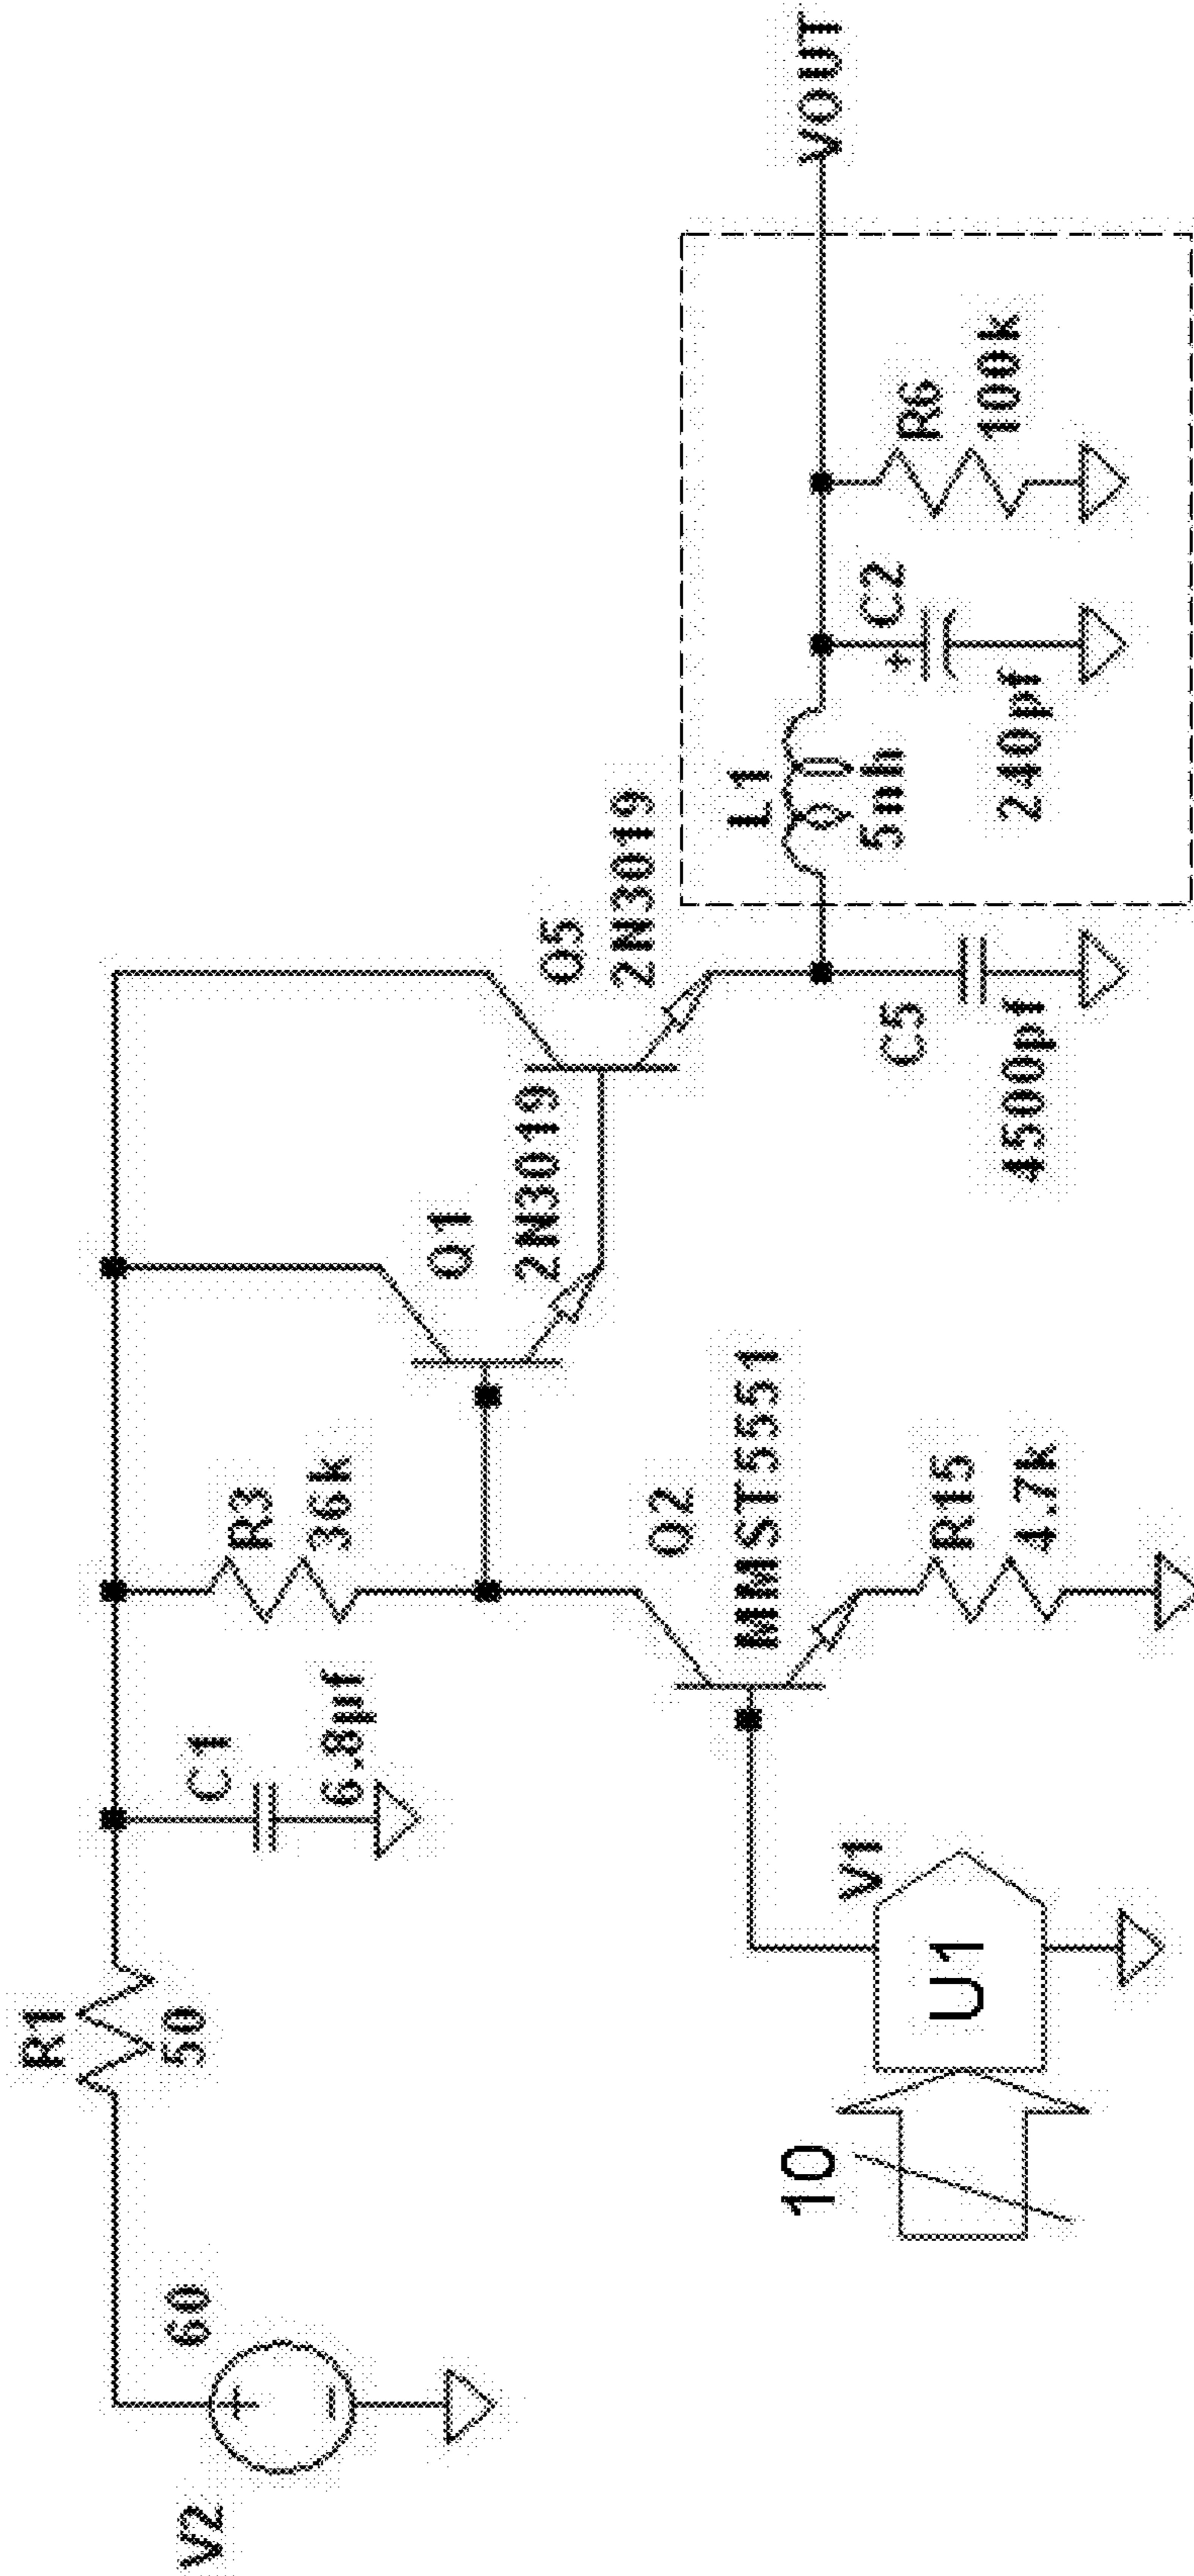 V2
60
R1
50
C1
6.8µf
R3
36k
Q1
2N3019
Q5
2N3019
Q2
MMST5551
R15
4.7k
V1
U1
10
C5
4500pf
L1
5nh
C2
+
240pf
R6
100k
VOUT